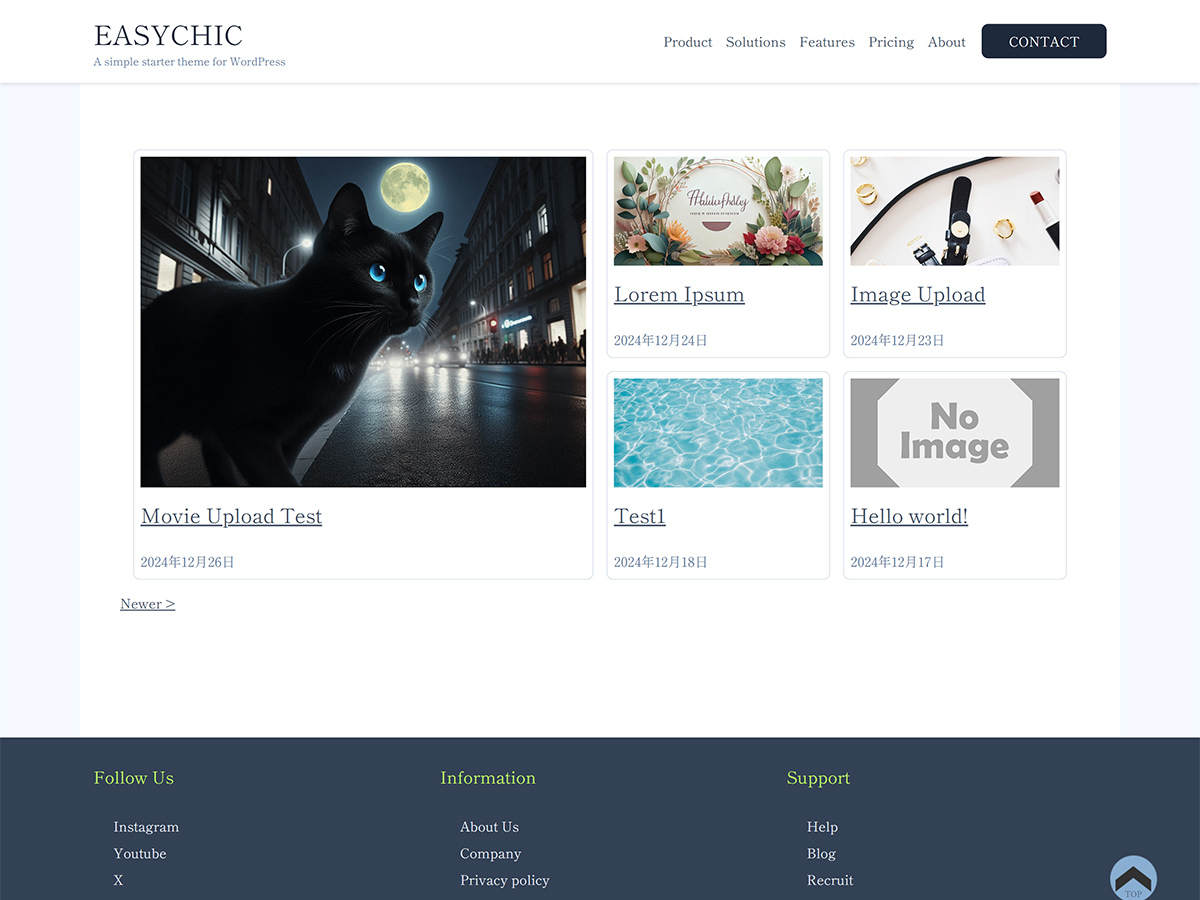 EASYCHIC
A simple starter theme for WordPress
Product Solutions Features Pricing About CONTACT
No
Image
Movie Upload Test
2024年12月26日
Lorem Ipsum
2024年12月24日
Image Upload
2024年12月23日
Test1
2024年12月18日
Hello world!
2024年12月17日
Newer >
Follow Us
Instagram
Youtube
X
Information
About Us
Company
Privacy policy
Support
Help
Blog
Recruit
TOP